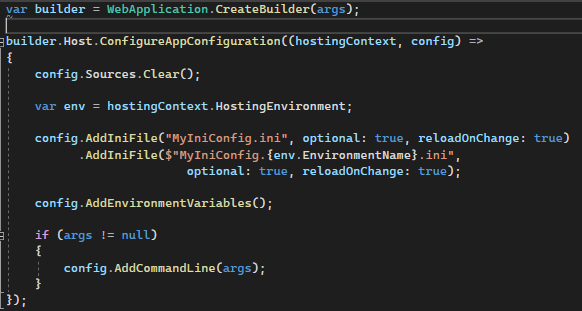 var builder = WebApplication.CreateBuilder(args);
builder.Host.ConfigureAppConfiguration((hostingContext, config) =>
{
    config.Sources.Clear();
    var env = hostingContext.HostingEnvironment;
    config.AddIniFile("MyIniConfig.ini", optional: true, reloadOnChange: true)
          .AddIniFile($"MyIniConfig.{env.EnvironmentName}.ini",
                         optional: true, reloadOnChange: true);
    config.AddEnvironmentVariables();
    if (args != null)
    {
        config.AddCommandLine(args);
    }
});